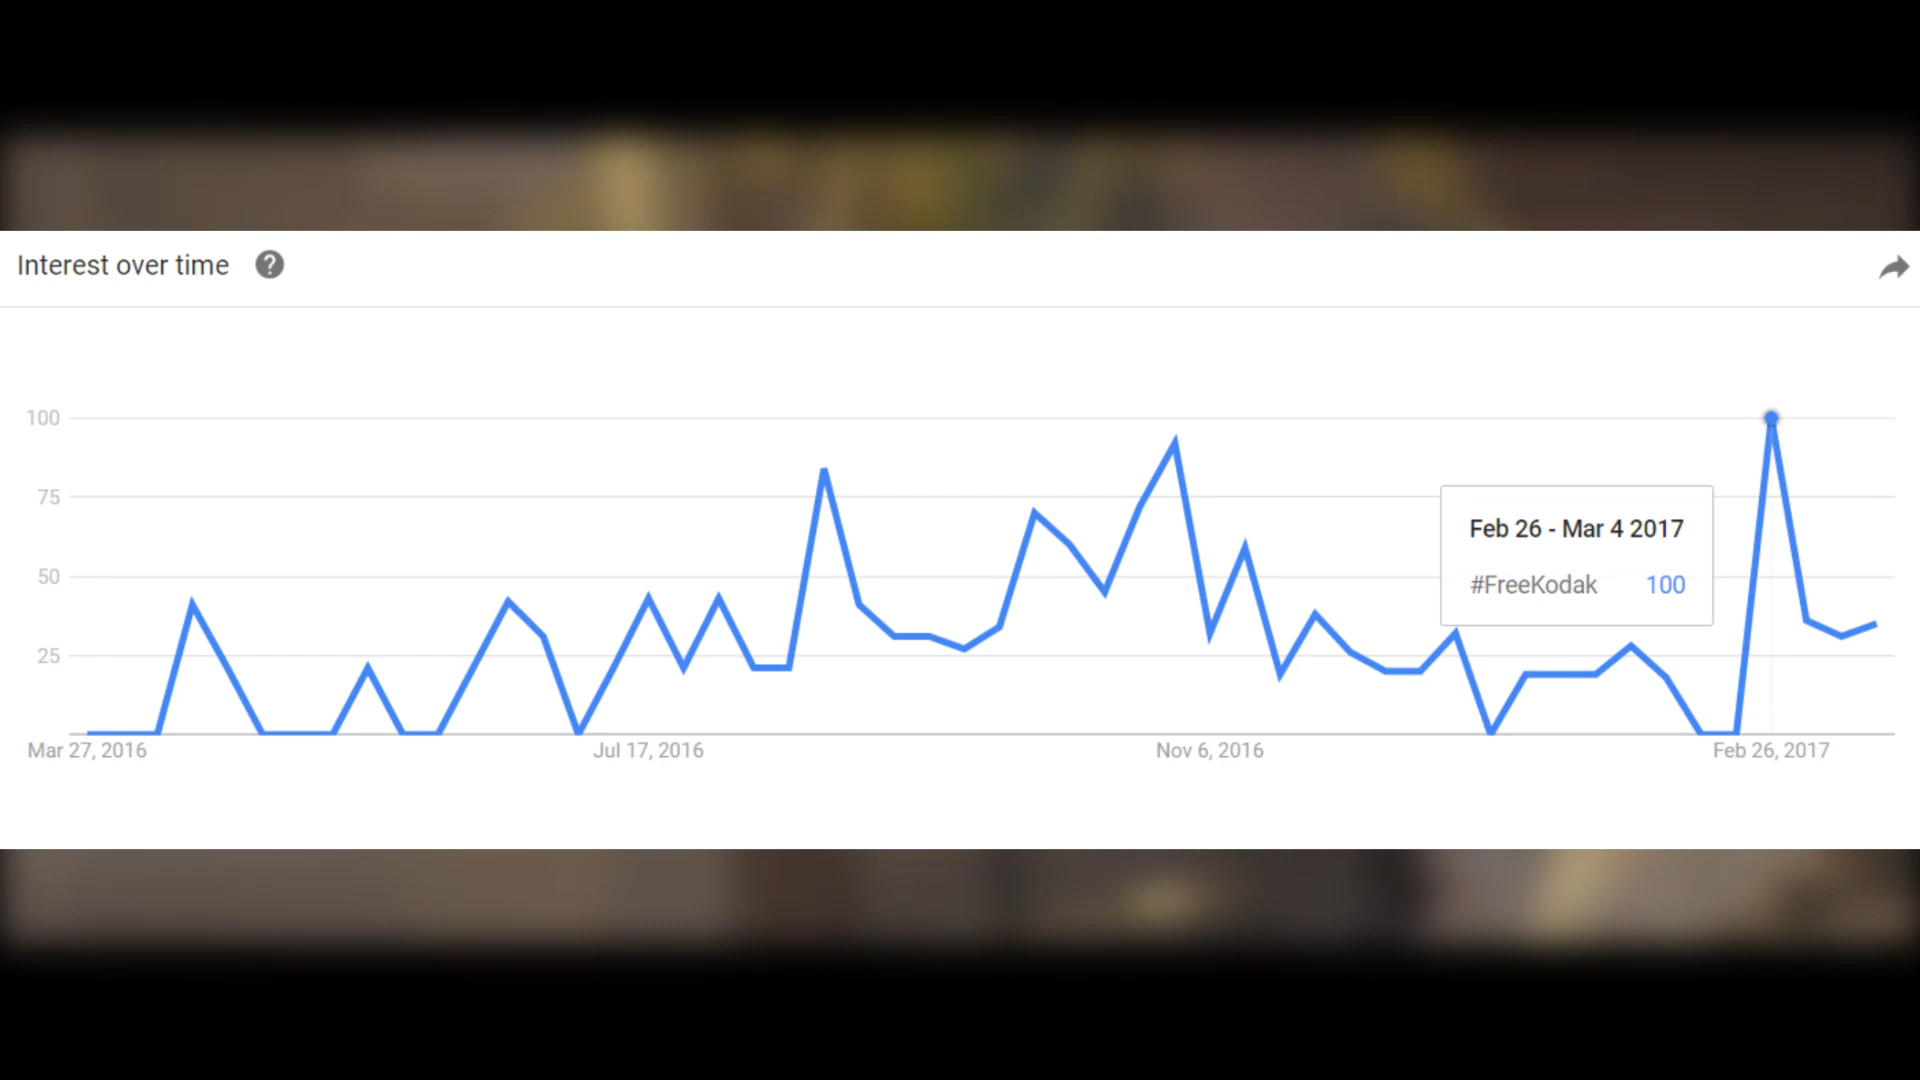 Interest over time ?
100
75
50
25
Feb 26 - Mar 4 2017
#FreeKodak 100
Mar 27, 2016 Jul 17, 2016 Nov 6, 2016 Feb 26, 2017